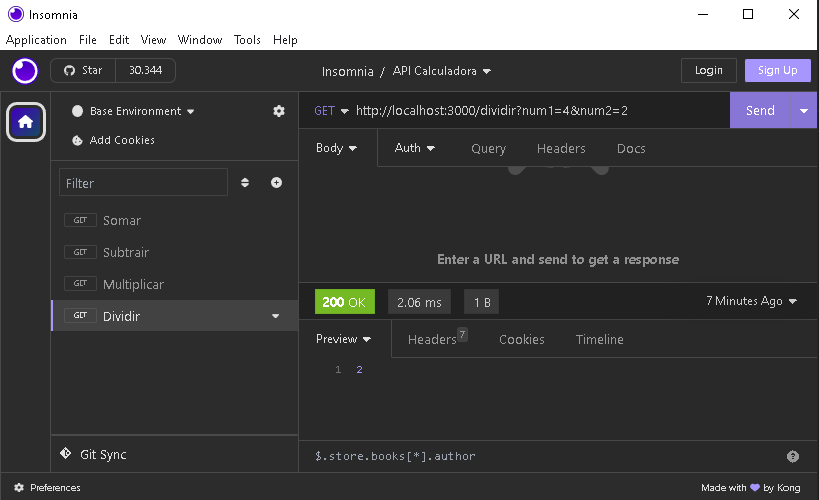 Insomnia
Application File Edit View Window Tools Help
Star 30.344
Insomnia / API Calculadora
Login Sign Up
Base Environment
Add Cookies
Filter
GET Somar
GET Subtrair
GET Multiplicar
GET Dividir
Git Sync
GET http://localhost:3000/dividir?num1=4&num2=2 Send
Body Auth Query Headers Docs
Enter a URL and send to get a response
200 OK 2.06 ms 1 B 7 Minutes Ago
Preview Headers 7 Cookies Timeline
1 2
$.store.books[*].author
Preferences
Made with 💜 by Kong